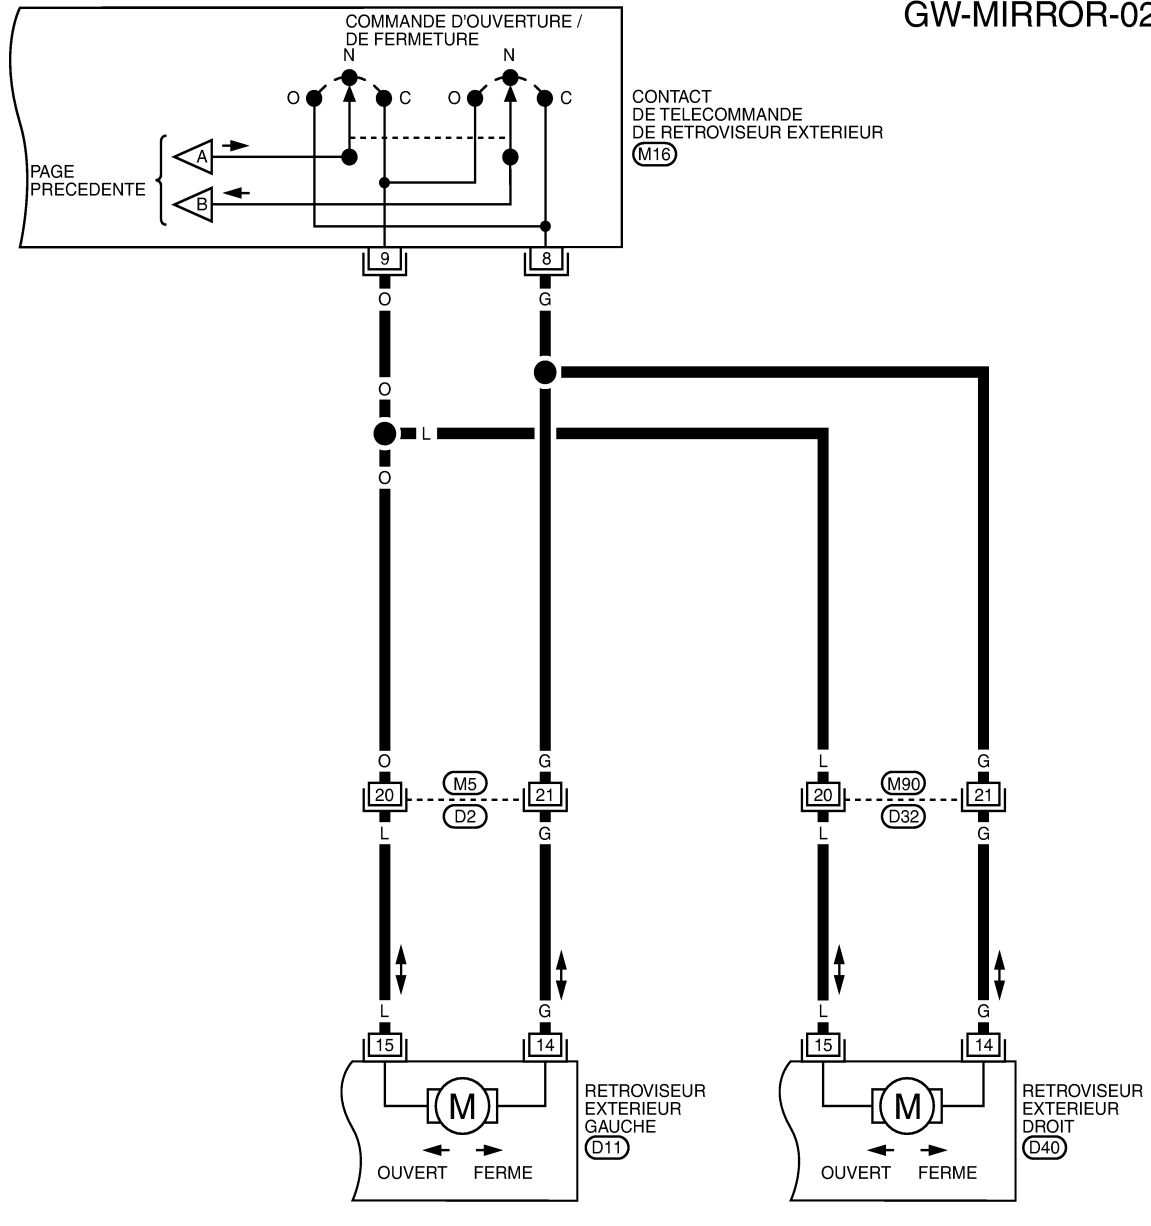 GW-MIRROR-02
COMMANDE D'OUVERTURE /
DE FERMETURE
N
N
O
C
O
C
CONTACT
DE TELECOMMANDE
DE RETROVISEUR EXTERIEUR
M16
A
PAGE
PRECEDENTE
B
9
8
O
G
O
L
O
O
G
L
G
M5
M90
20
21
20
21
D2
D32
L
G
L
G
L
G
L
G
15
14
15
14
M
M
RETROVISEUR
EXTERIEUR
GAUCHE
D11
RETROVISEUR
EXTERIEUR
DROIT
D40
OUVERT
FERME
OUVERT
FERME